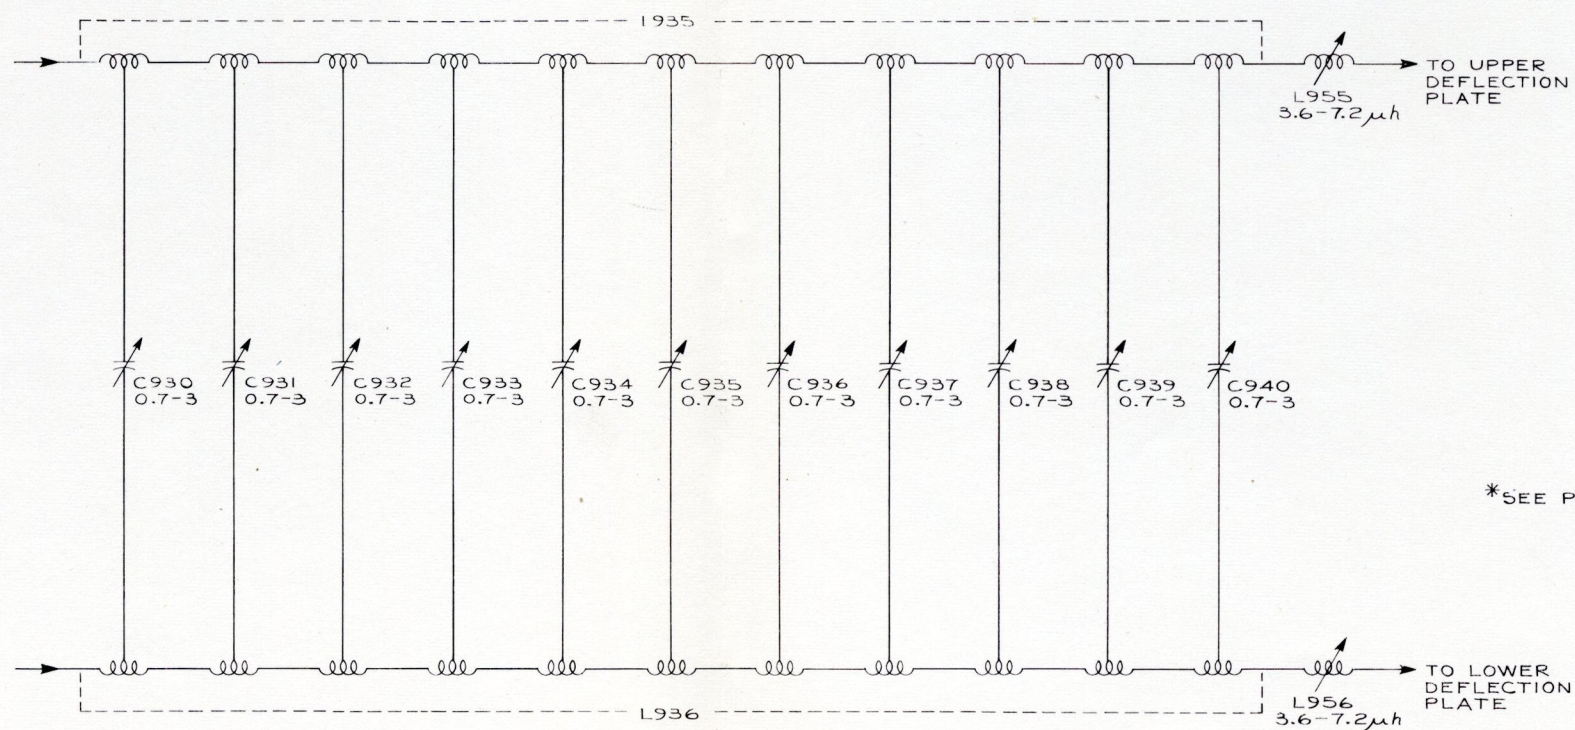 1935
TO UPPER
DEFLECTION
PLATE
L955
3.6-7.2μh
C930
0.7-3
C931
0.7-3
C932
0.7-3
C933
0.7-3
C934
0.7-3
C935
0.7-3
C936
0.7-3
C937
0.7-3
C938
0.7-3
C939
0.7-3
C940
0.7-3
*SEE P
TO LOWER
DEFLECTION
PLATE
L936
L956
3.6-7.2μh